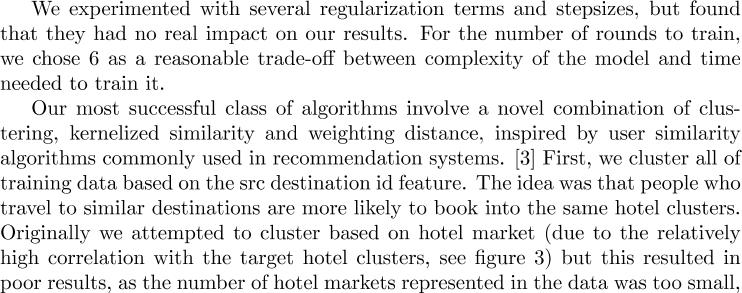 We experimented with several regularization terms and stepsizes, but found
that they had no real impact on our results. For the number of rounds to train,
we chose 6 as a reasonable trade-off between complexity of the model and time
needed to train it.
Our most successful class of algorithms involve a novel combination of clus-
tering, kernelized similarity and weighting distance, inspired by user similarity
algorithms commonly used in recommendation systems. [3] First, we cluster all of
training data based on the src destination id feature. The idea was that people who
travel to similar destinations are more likely to book into the same hotel clusters.
Originally we attempted to cluster based on hotel market (due to the relatively
high correlation with the target hotel clusters, see figure 3) but this resulted in
poor results, as the number of hotel markets represented in the data was too small,